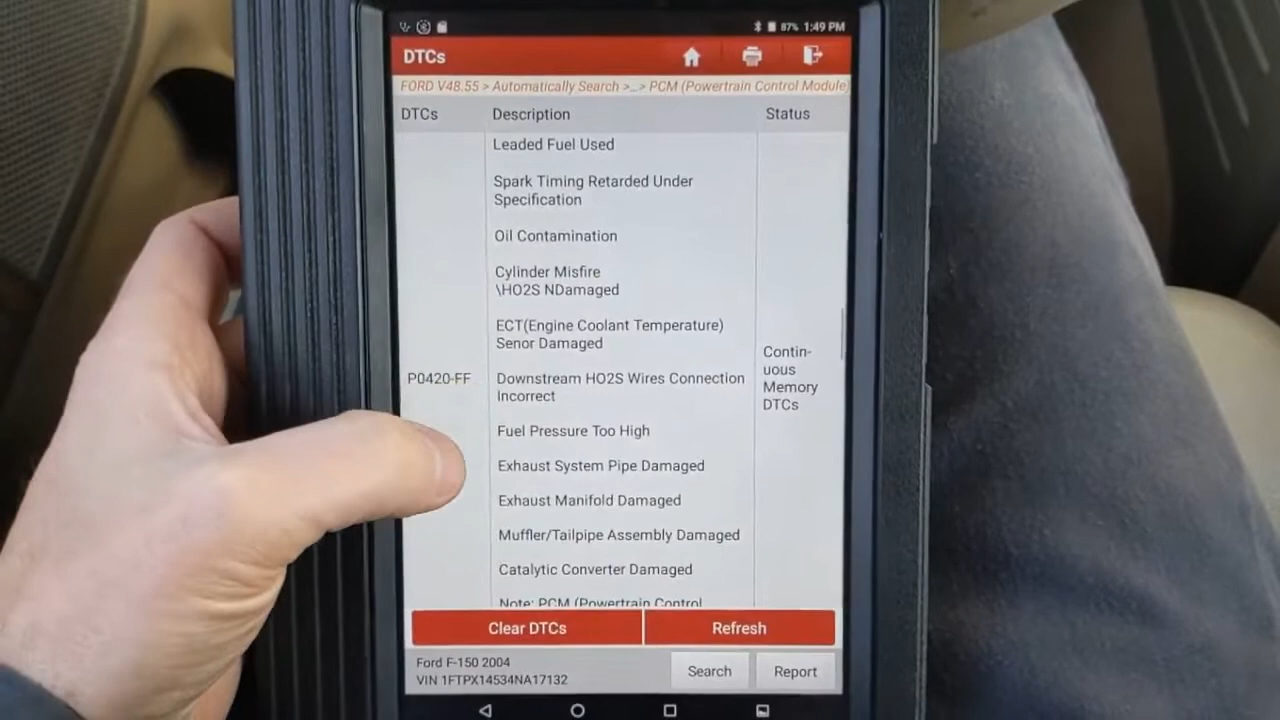 87% 1:49 PM
DTCs
FORD V48.55 > Automatically Search >_> PCM (Powertrain Control Module)
DTCs Description Status
Leaded Fuel Used
Spark Timing Retarded Under
Specification
Oil Contamination
Cylinder Misfire
\HO2S NDamaged
ECT(Engine Coolant Temperature)
Senor Damaged
P0420-FF
Downstream HO2S Wires Connection
Incorrect
Contin-
uous
Memory
DTCs
Fuel Pressure Too High
Exhaust System Pipe Damaged
Exhaust Manifold Damaged
Muffler/Tailpipe Assembly Damaged
Catalytic Converter Damaged
Note: PCM (Powertrain Control
Clear DTCs Refresh
Ford F-150 2004
VIN 1FTPX14534NA17132
Search Report